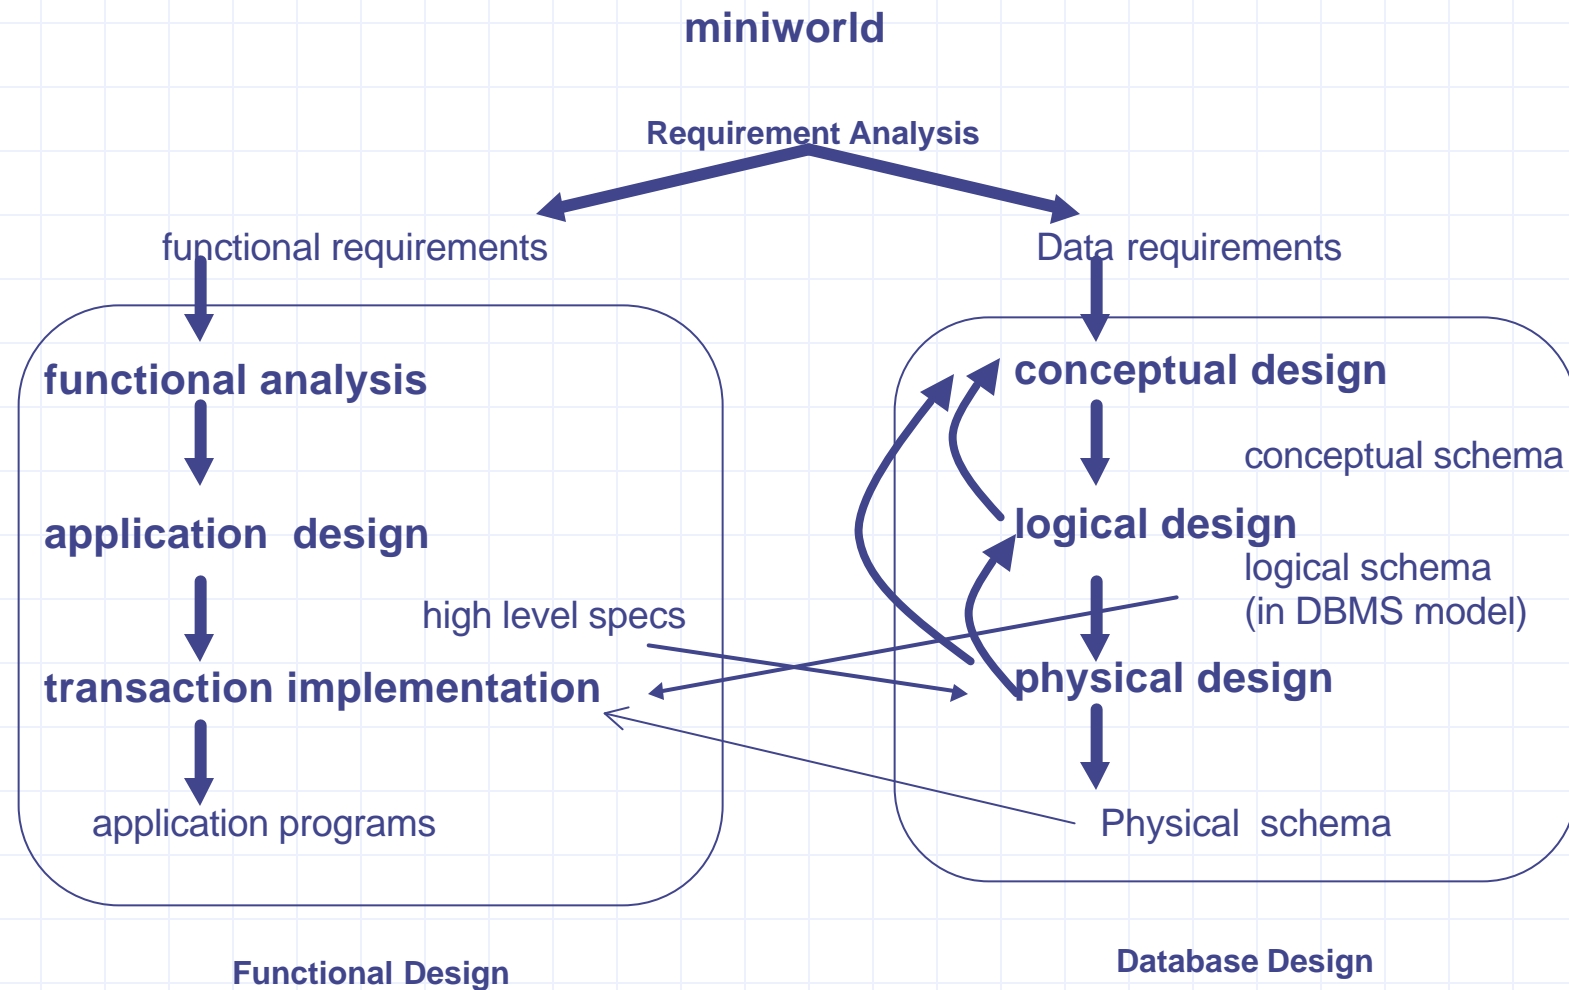 miniworld
Requirement Analysis
functional requirements
Data requirements
functional analysis
application  design
high level specs
transaction implementation
application programs
Functional Design
conceptual design
conceptual schema
logical design
logical schema
(in DBMS model)
physical design
Physical  schema
Database Design